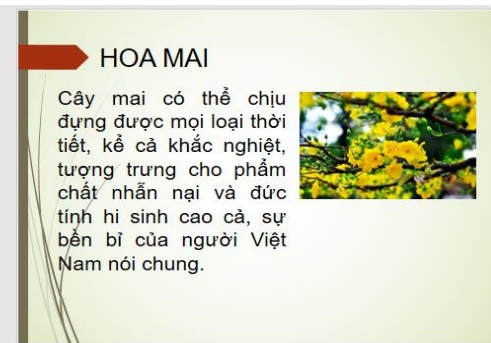 HOA MAI
Cây mai có thể chịu
đựng được mọi loại thời
tiết, kể cả khắc nghiệt,
tượng trưng cho phẩm
chất nhẫn nại và đức
tính hi sinh cao cả, sự
bền bỉ của người Việt
Nam nói chung.